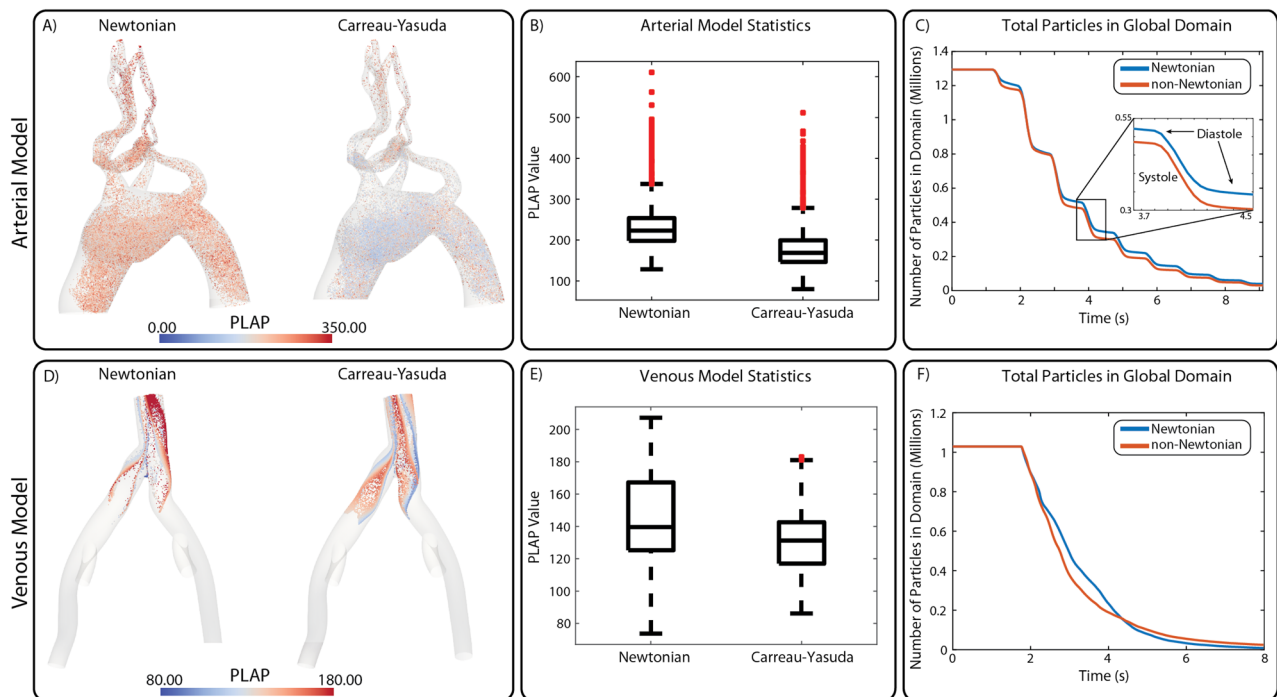 Arterial Model
A)
Newtonian
Carreau-Yasuda
0.00
PLAP
350.00
B)
Arterial Model Statistics
PLAP Value
600
500
400
300
200
100
Newtonian
Carreau-Yasuda
C)
Total Particles in Global Domain
Number of Particles in Domain (Millions)
1.4
1.2
1
0.8
0.6
0.4
0.2
0
Newtonian
non-Newtonian
0.55
Diastole
Systole
0.3
3.7
4.5
0
2
4
6
8
Time (s)
Venous Model
D)
Newtonian
Carreau-Yasuda
80.00
PLAP
180.00
E)
Venous Model Statistics
PLAP Value
200
180
160
140
120
100
80
Newtonian
Carreau-Yasuda
F)
Total Particles in Global Domain
Number of Particles in Domain (Millions)
1.2
1
0.8
0.6
0.4
0.2
0
Newtonian
non-Newtonian
0
2
4
6
8
Time (s)